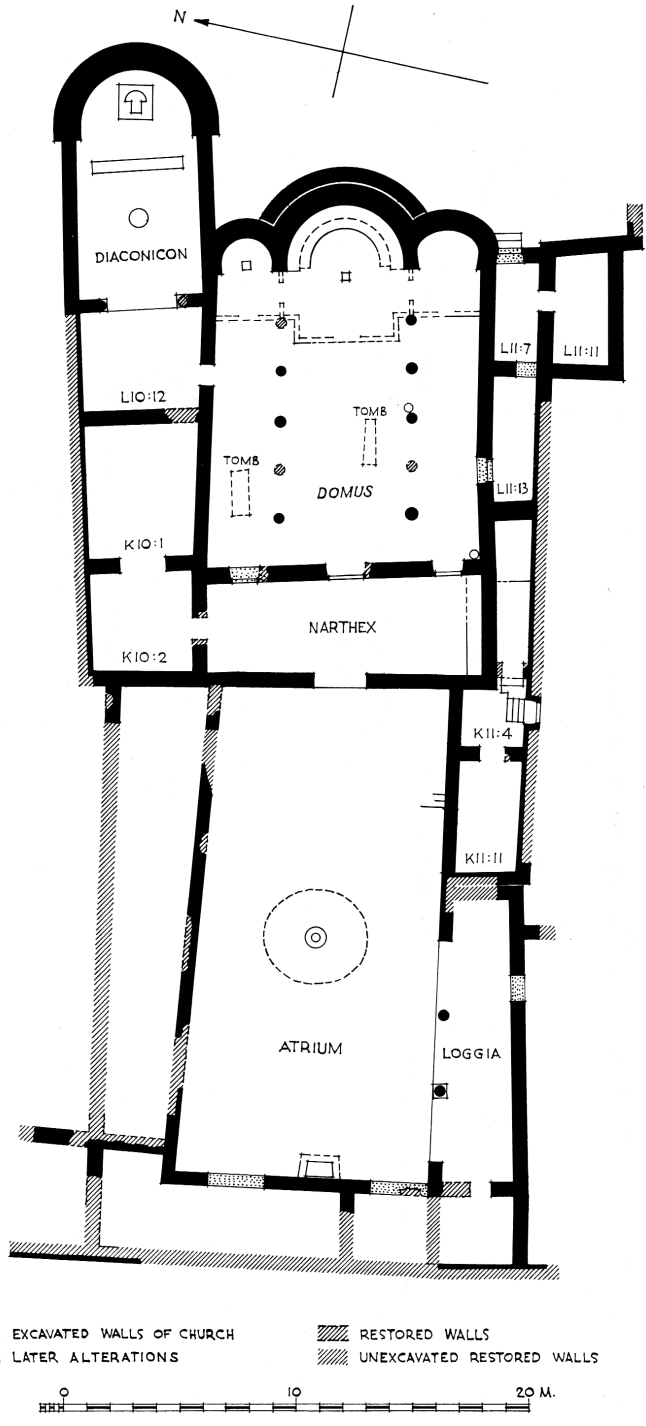 N
DIACONICON
L10:12
L11:7
L11:11
TOMB
TOMB
DOMUS
L11:13
K10:1
NARTHEX
K10:2
K11:4
K11:11
ATRIUM
LOGGIA
EXCAVATED WALLS OF CHURCH
RESTORED WALLS
LATER ALTERATIONS
UNEXCAVATED RESTORED WALLS
0 10 20 M.